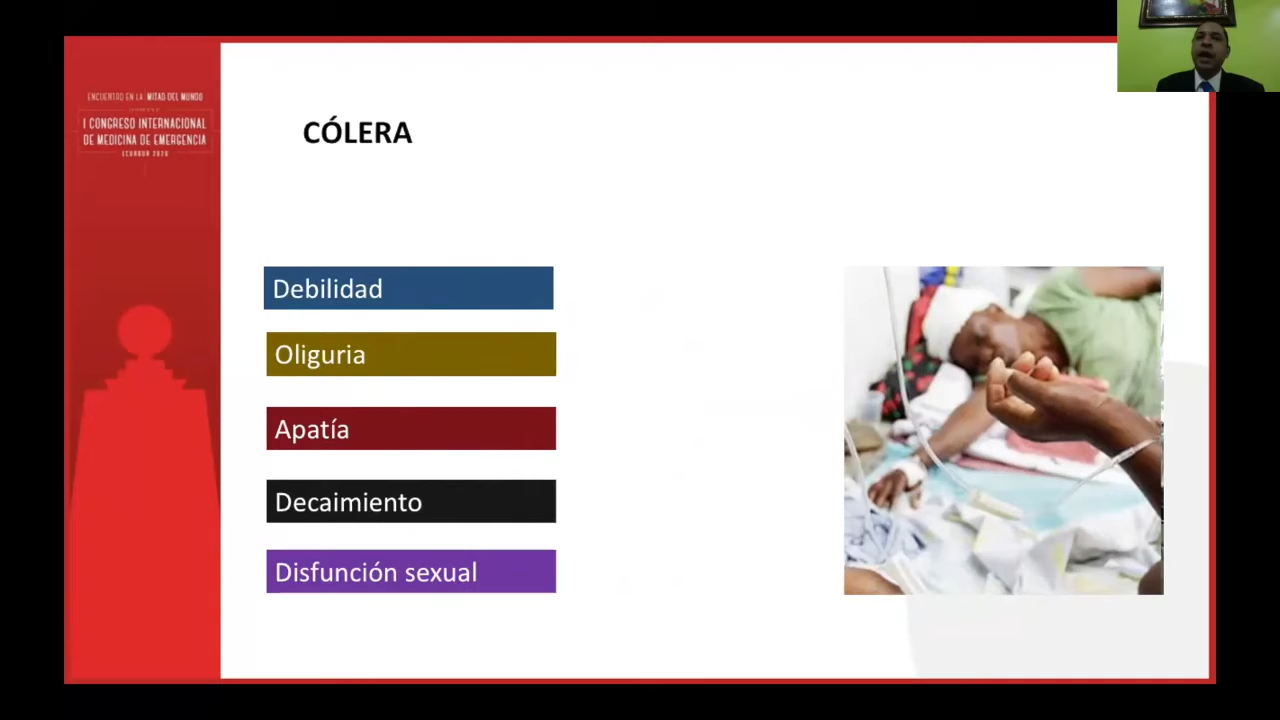 ENCUENTRO EN LA MITAD DEL MUNDO
I CONGRESO INTERNACIONAL
DE MEDICINA DE EMERGENCIA
ECUADOR 2020
CÓLERA
Debilidad
Oliguria
Apatía
Decaimiento
Disfunción sexual